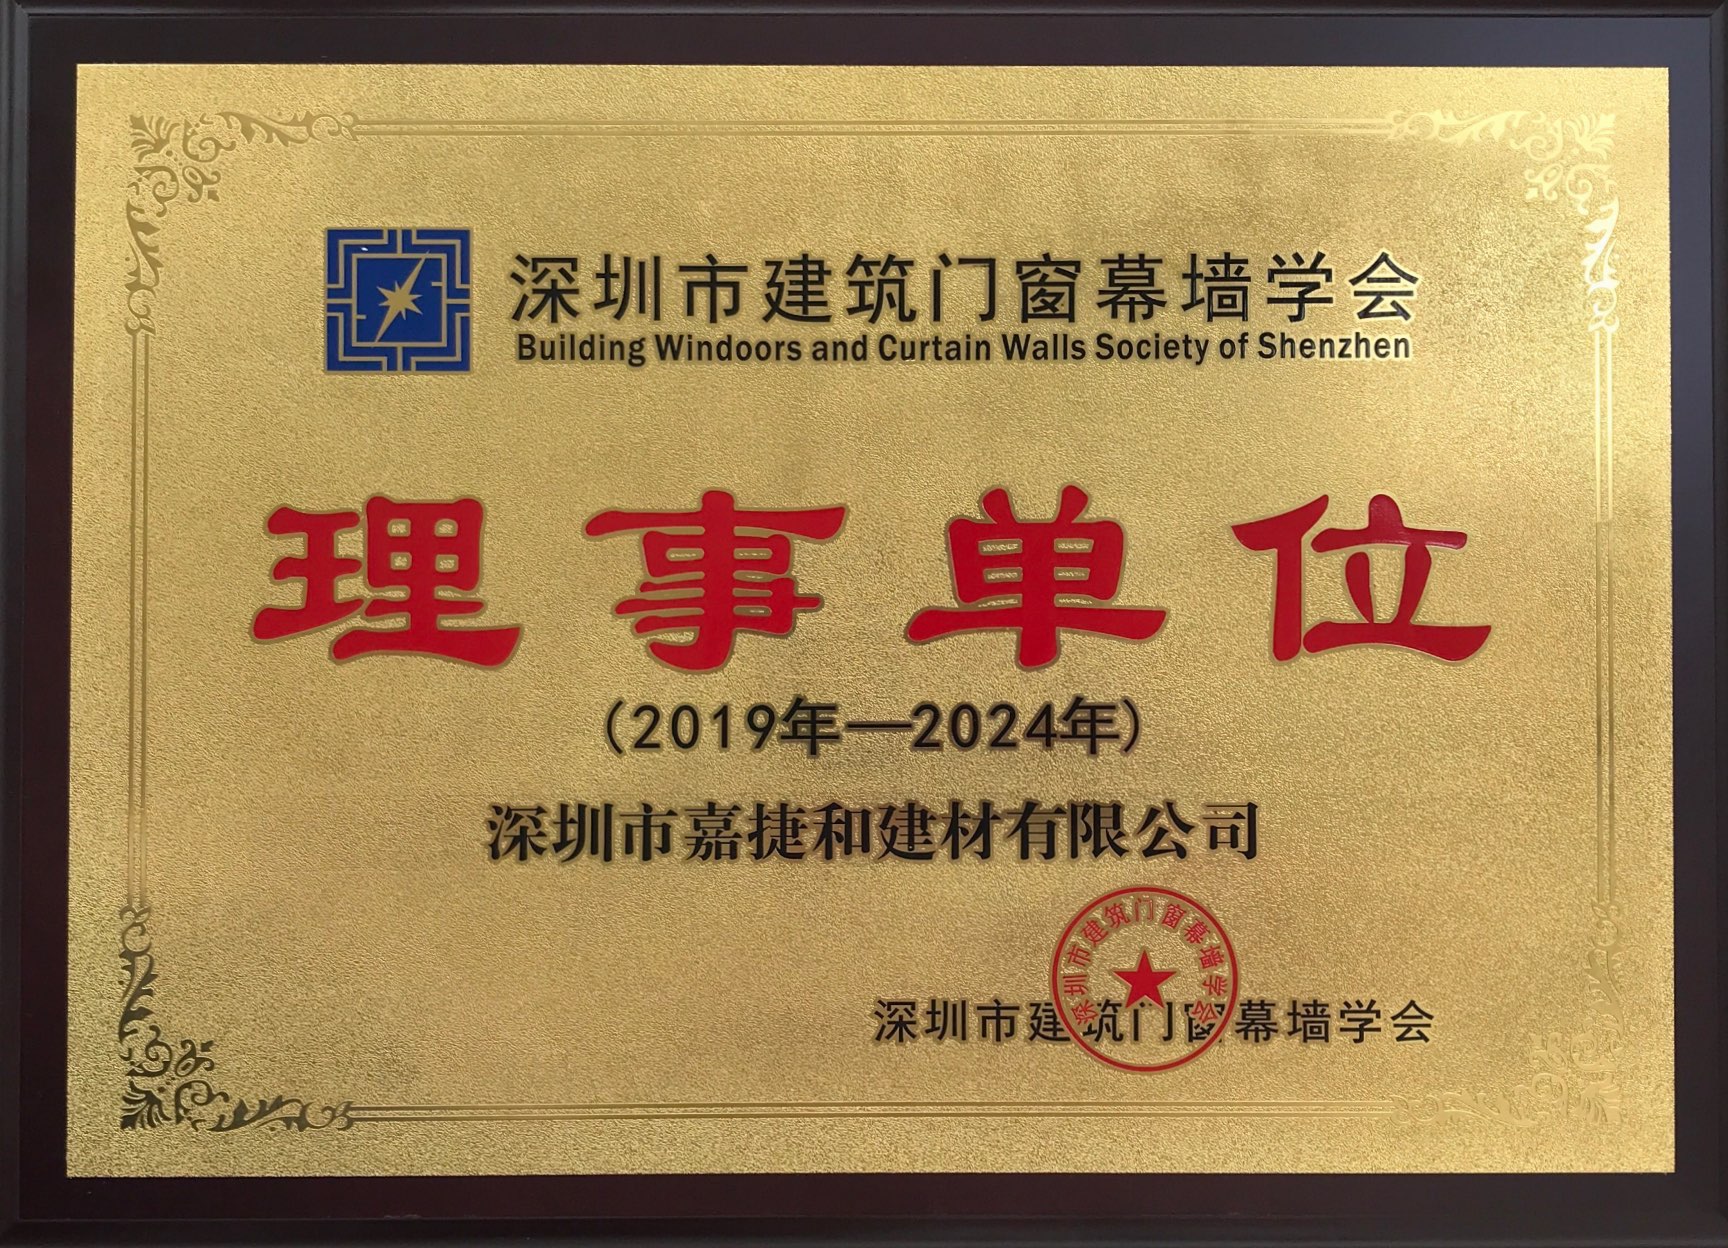 深圳市建筑门窗幕墙学会
Building Windoors and Curtain Walls Society of Shenzhen
理事单位
(2019年—2024年)
深圳市嘉捷和建材有限公司
深圳市建筑门窗幕墙学会
深圳市建筑门窗幕墙学会